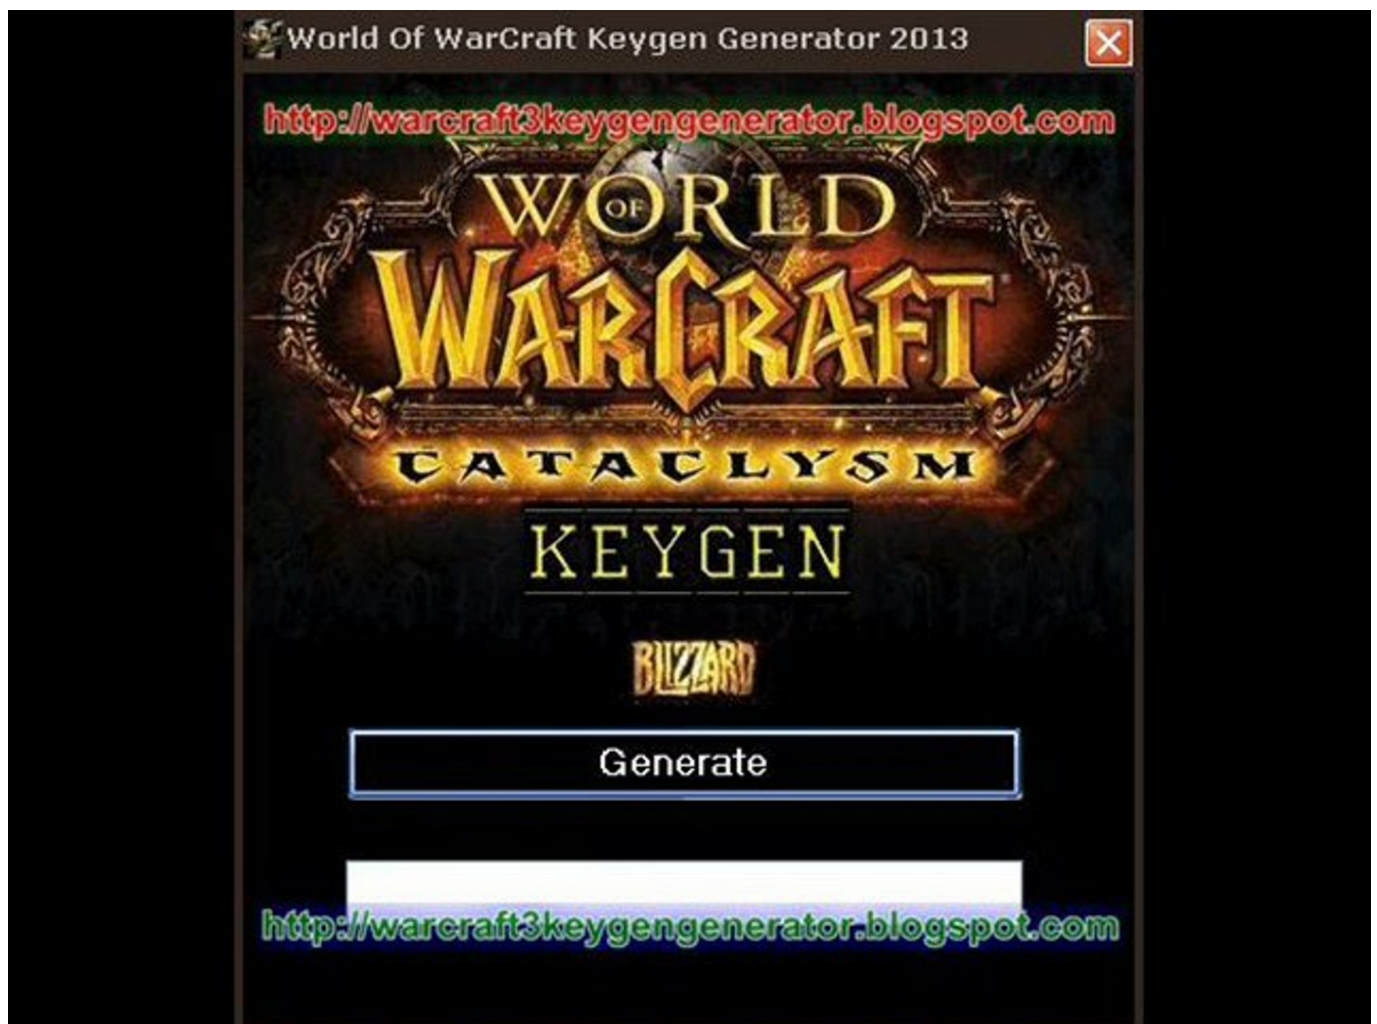 World Of WarCraft Keygen Generator 2013
http://warcraft3keygengenerator.blogspot.com
WORLD
OF
WARCRAFT
CATACLYSM
KEYGEN
BLIZZARD
Generate
http://warcraft3keygengenerator.blogspot.com